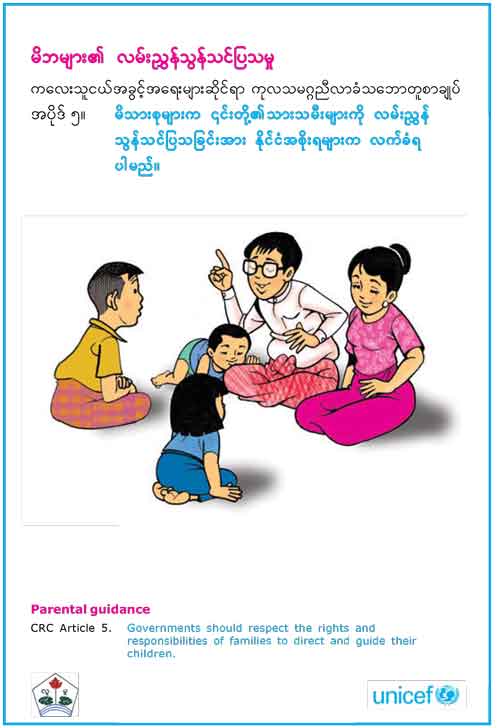 မိဘများ၏ လမ်းညွှန်သွန်သင်ပြသမှု
ကလေးသူငယ်အခွင့်အရေးများဆိုင်ရာ ကုလသမဂ္ဂညီလာခံသဘောတူစာချုပ်
အပိုဒ် ၅။ မိသားစုများက ၎င်းတို့၏သားသမီးများကို လမ်းညွှန်
သွန်သင်ပြသခြင်းအား နိုင်ငံအစိုးရများက လက်ခံရ
ပါမည်။
Parental guidance
CRC Article 5. Governments should respect the rights and
responsibilities of families to direct and guide their
children.
unicef